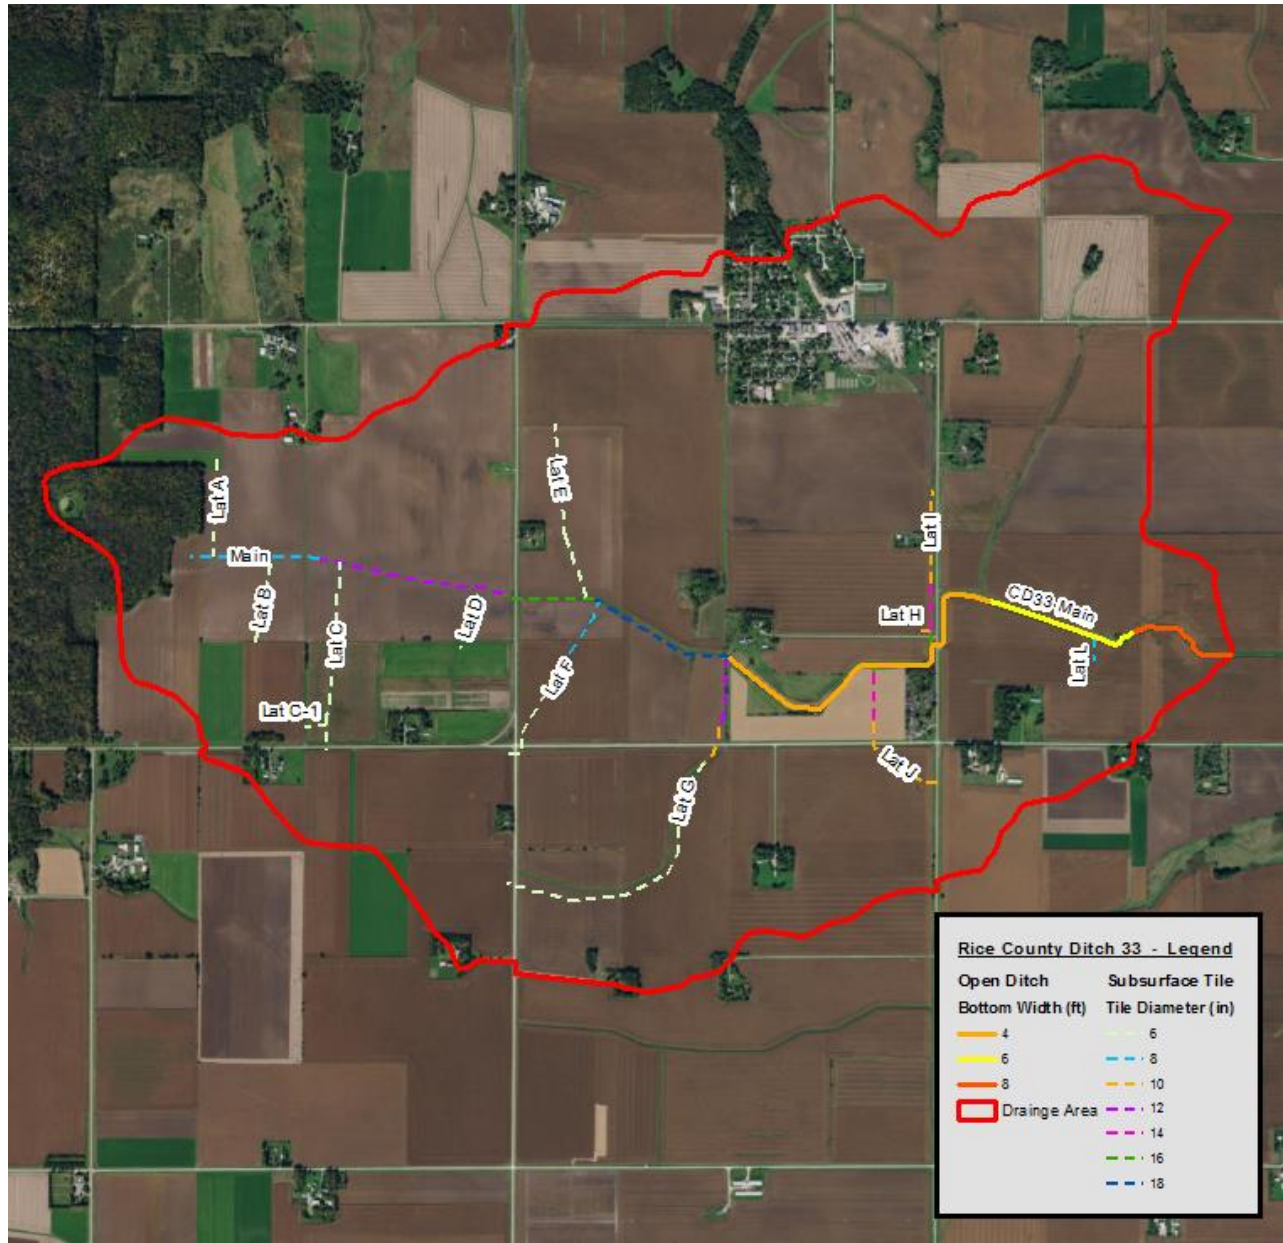 Lat A
Lat E
Main
Lat B
Lat C
Lat D
Lat F
Lat C-1
Lat I
Lat H
CD33 Main
Lat L
Lat G
Lat J
Rice County Ditch 33 - Legend
Open Ditch
Bottom Width (ft)
4
6
8
Drainge Area
Subsurface Tile
Tile Diameter (in)
6
8
10
12
14
16
18